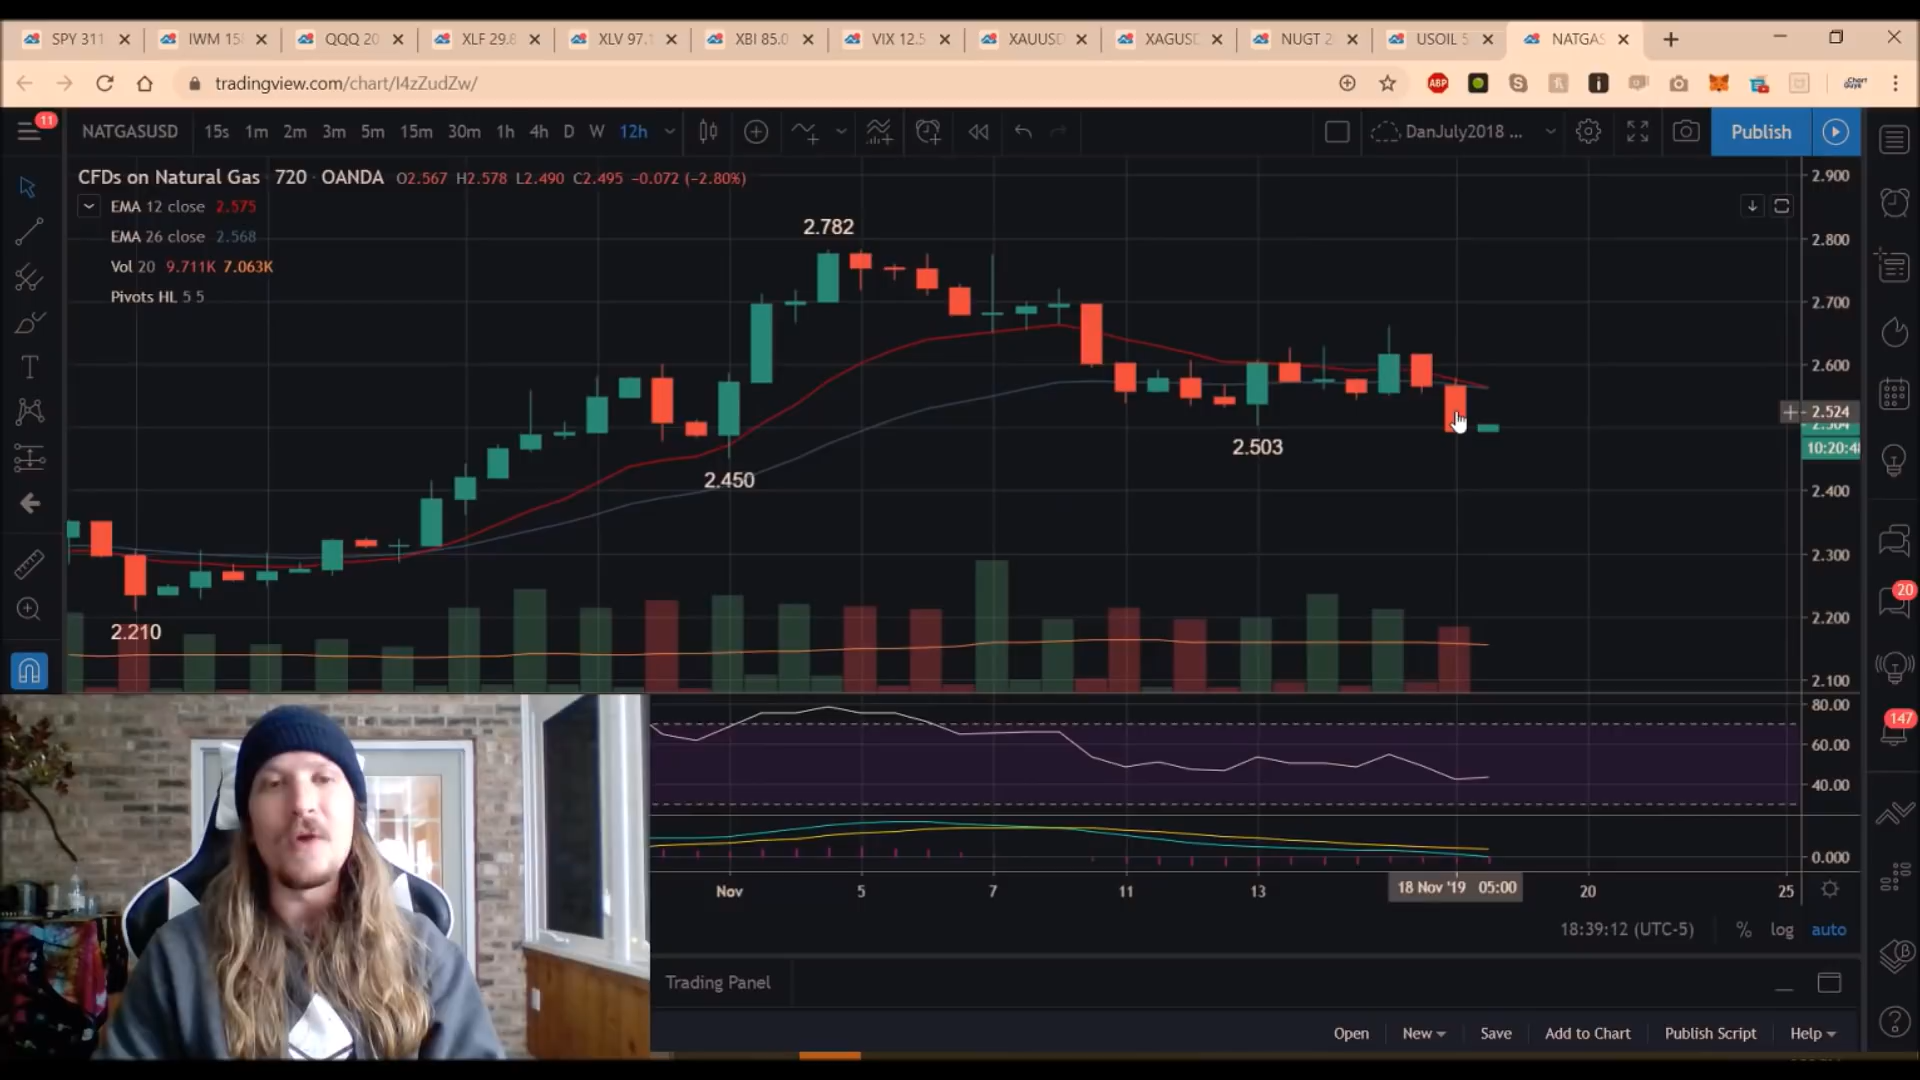 SPY 311
IWM 15
QQQ 20
XLF 29.8
XLV 97.1
XBI 85.0
VIX 12.5
XAUUSD
XAGUSD
NUGT 2
USOIL 5
NATGAS
tradingview.com/chart/I4zZudZw/
ABP
11
NATGASUSD 15s 1m 2m 3m 5m 15m 30m 1h 4h D W 12h
DanJuly2018 ...
Publish
CFDs on Natural Gas 720 OANDA O2.567 H2.578 L2.490 C2.495 −0.072 (−2.80%)
EMA 12 close 2.575
EMA 26 close 2.568
Vol 20 9.711K 7.063K
Pivots HL 5 5
2.782
2.450
2.503
2.210
2.900
2.800
2.700
2.600
2.524
10:20:48
2.400
2.300
2.200
2.100
80.00
60.00
40.00
0.000
20
147
Nov 5 7 11 13 18 Nov '19 05:00 20 25
18:39:12 (UTC-5) % log auto
Trading Panel
Open New Save Add to Chart Publish Script Help